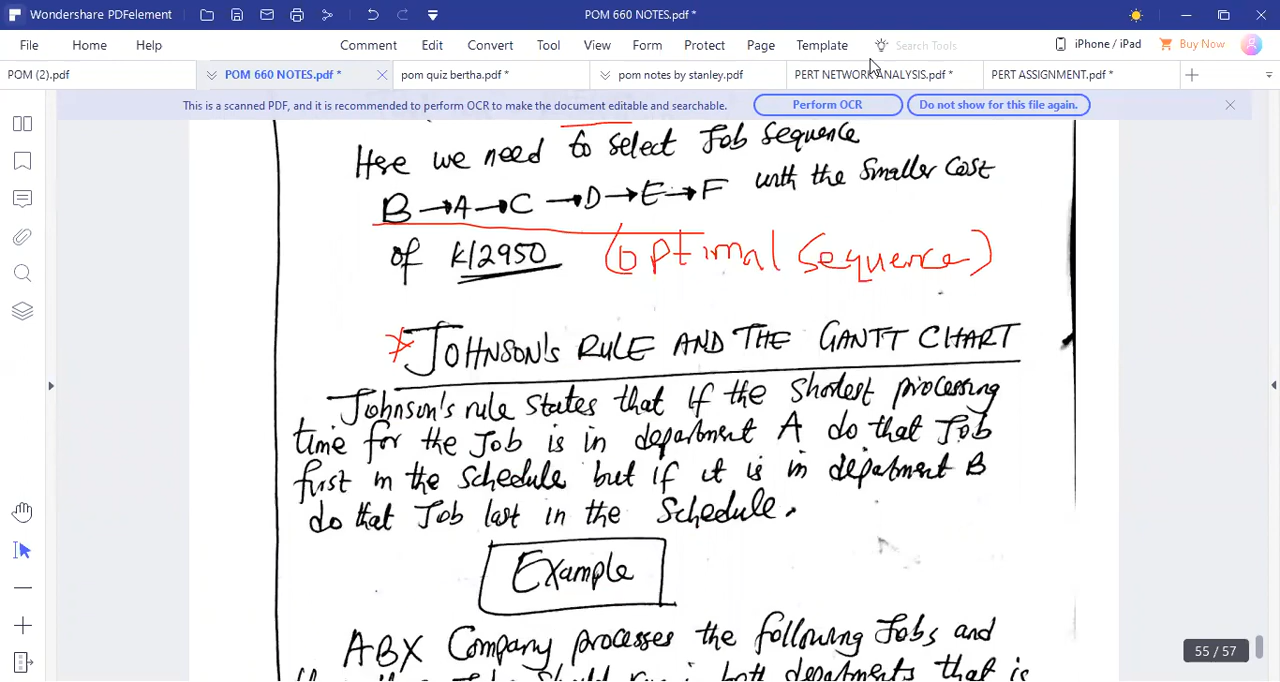 Wondershare PDFelement
POM 660 NOTES.pdf *
File Home Help Comment Edit Convert Tool View Form Protect Page Template Search Tools iPhone / iPad Buy Now
POM (2).pdf POM 660 NOTES.pdf * pom quiz bertha.pdf * pom notes by stanley.pdf PERT NETWORK ANALYSIS.pdf * PERT ASSIGNMENT.pdf *
This is a scanned PDF, and it is recommended to perform OCR to make the document editable and searchable. Perform OCR Do not show for this file again.
Here we need to select Job sequence
B → A → C → D → E → F with the smaller cost
of K12950 (optimal sequence)
JOHNSON'S RULE AND THE GANTT CHART
Johnson's rule states that if the shortest processing
time for the Job is in department A do that Job
first in the schedule but if it is in department B
do that Job last in the schedule.
Example
ABX Company processes the following Jobs and
should run in both departments that is
55 / 57